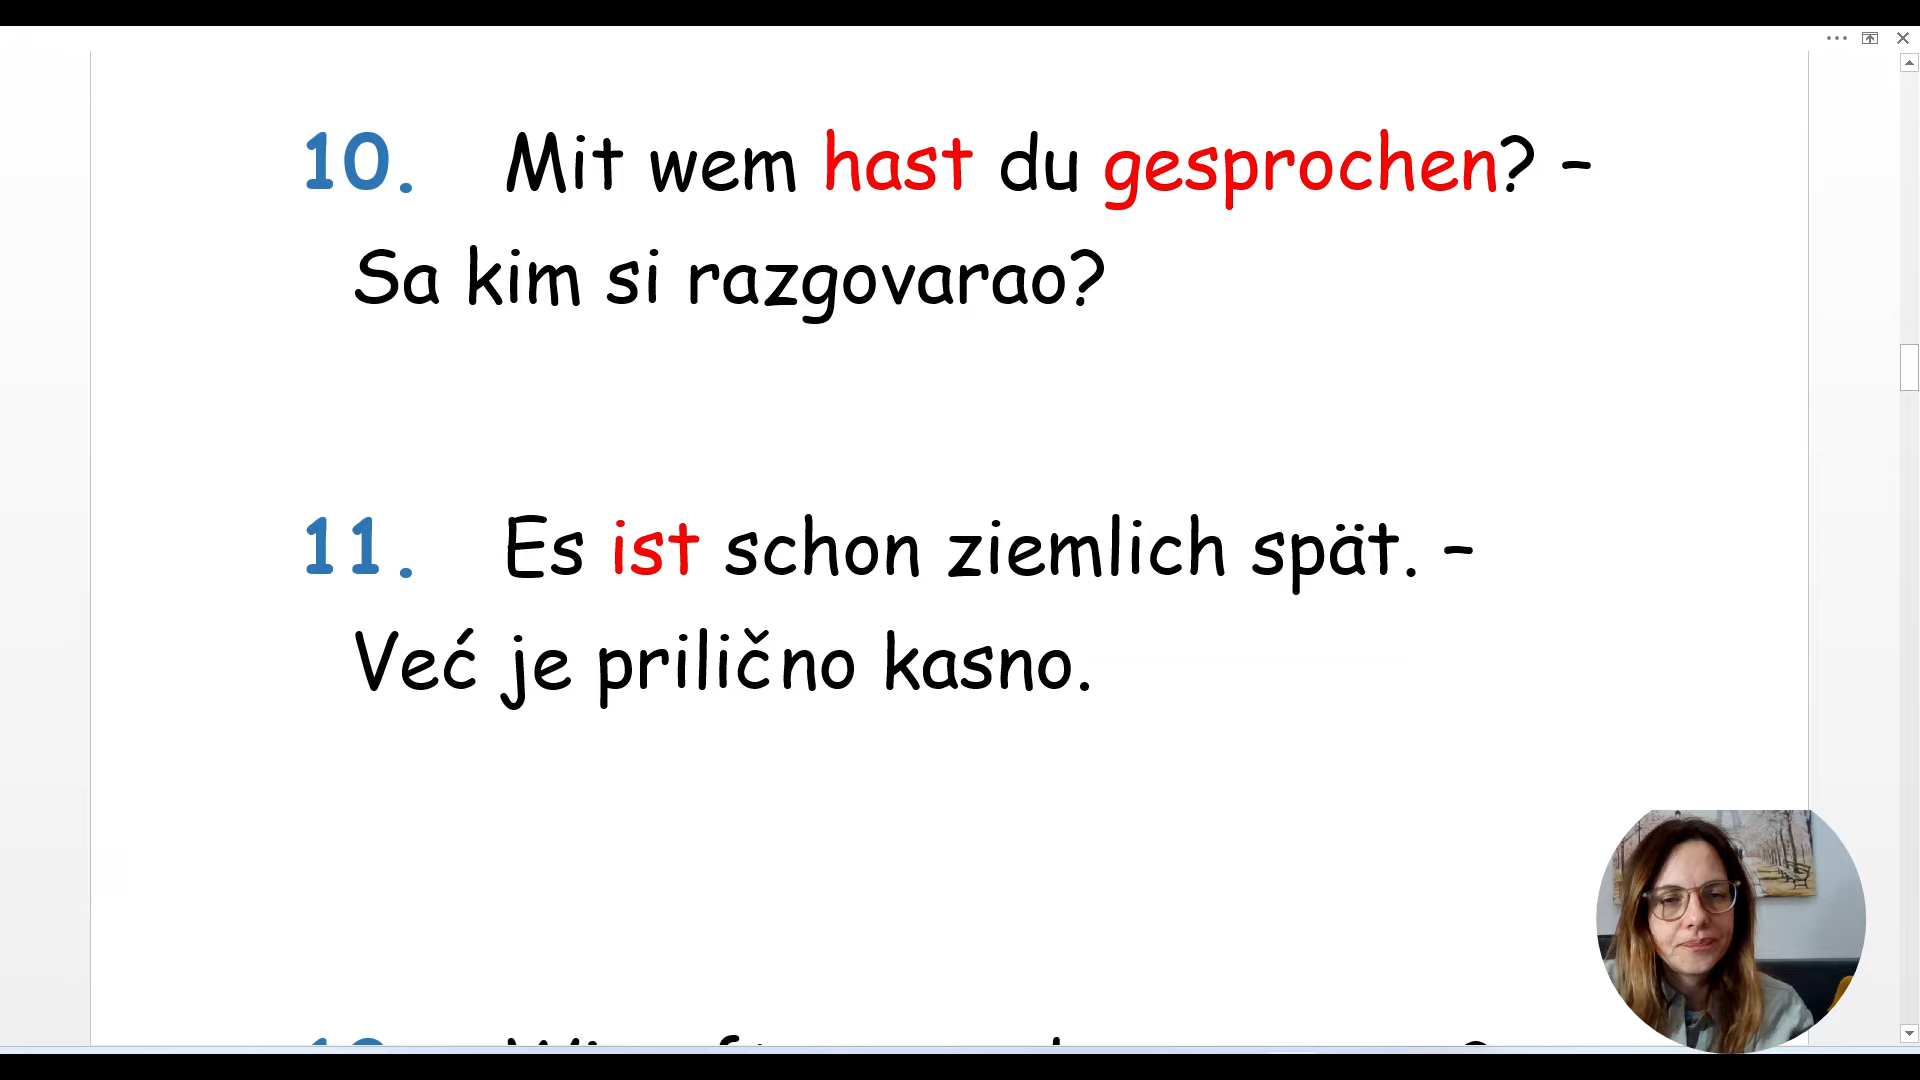 10. Mit wem hast du gesprochen? –
Sa kim si razgovarao?
11. Es ist schon ziemlich spät. –
Već je prilično kasno.